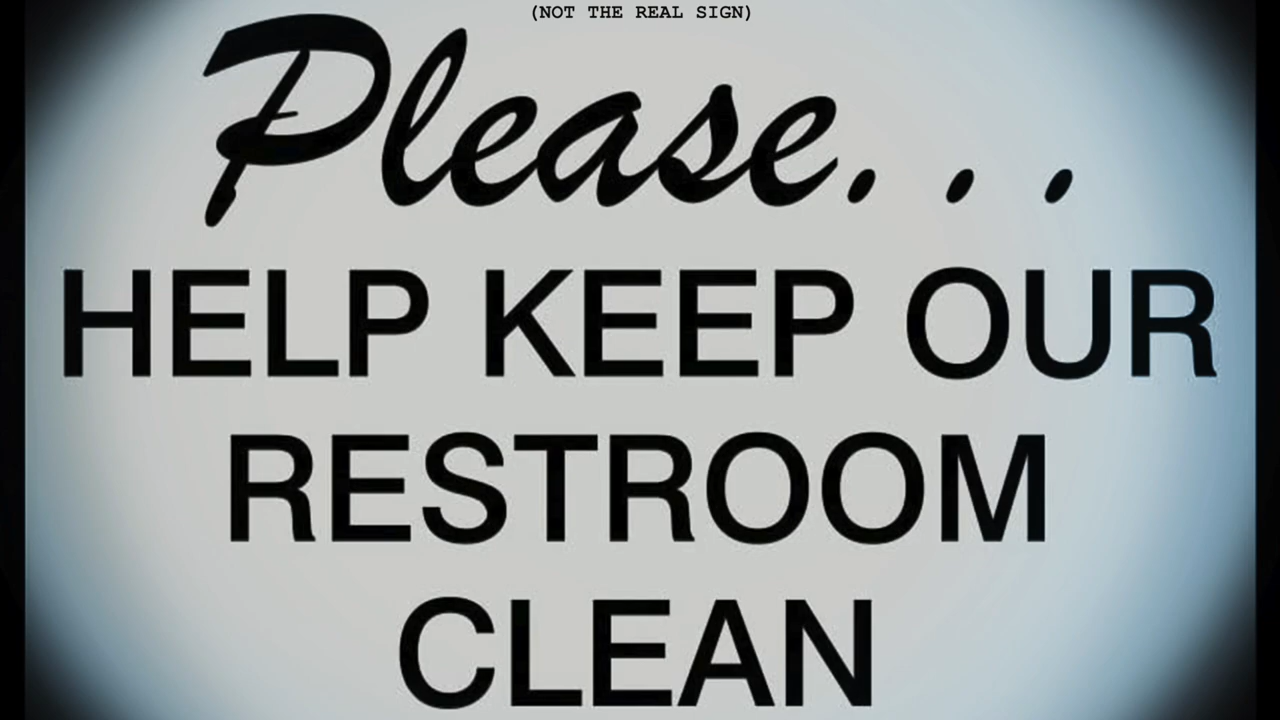 (NOT THE REAL SIGN)
Please. . .
HELP KEEP OUR
RESTROOM
CLEAN